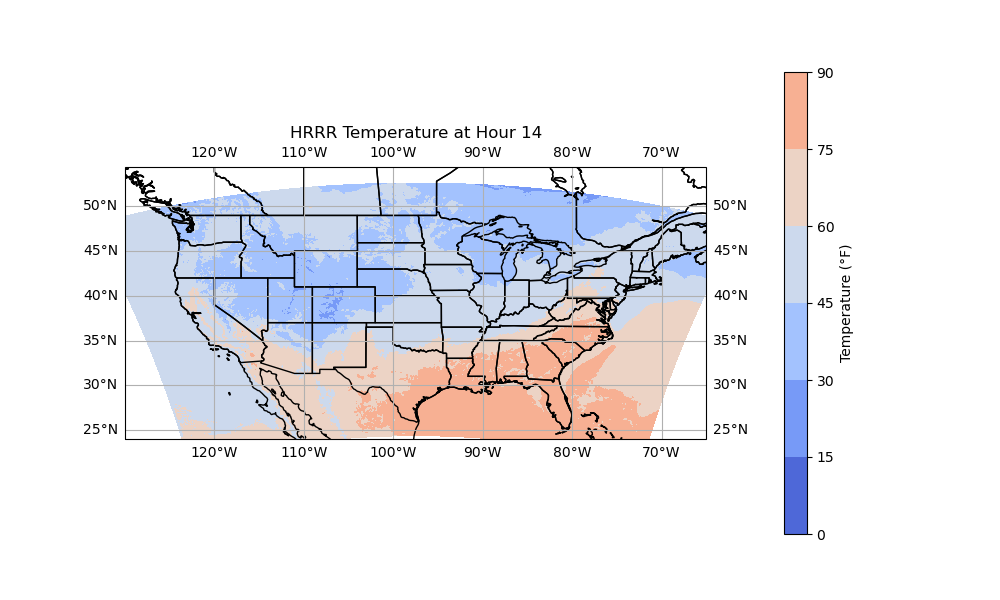 HRRR Temperature at Hour 14
120°W 110°W 100°W 90°W 80°W 70°W
50°N 50°N
45°N 45°N
40°N 40°N
35°N 35°N
30°N 30°N
25°N 25°N
120°W 110°W 100°W 90°W 80°W 70°W
90
75
60
45
30
15
0
Temperature (°F)